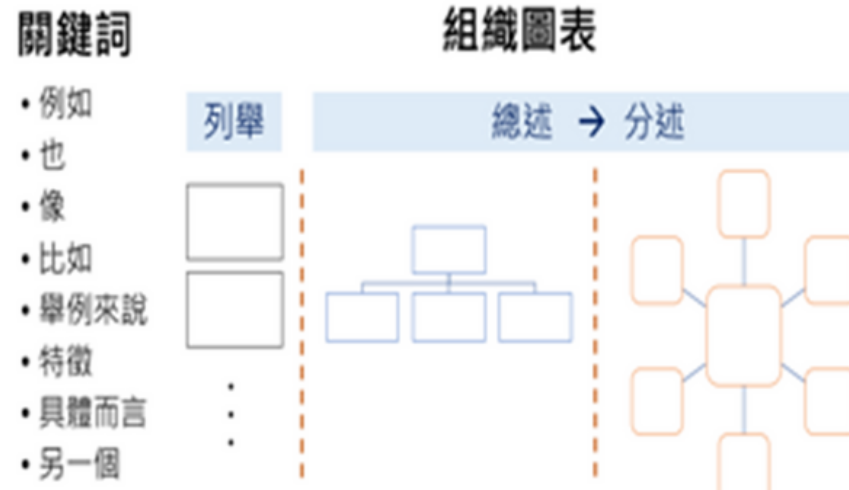 關鍵詞
組織圖表
• 例如
• 也
• 像
• 比如
• 舉例來說
• 特徵
• 具體而言
• 另一個
列舉
總述 → 分述